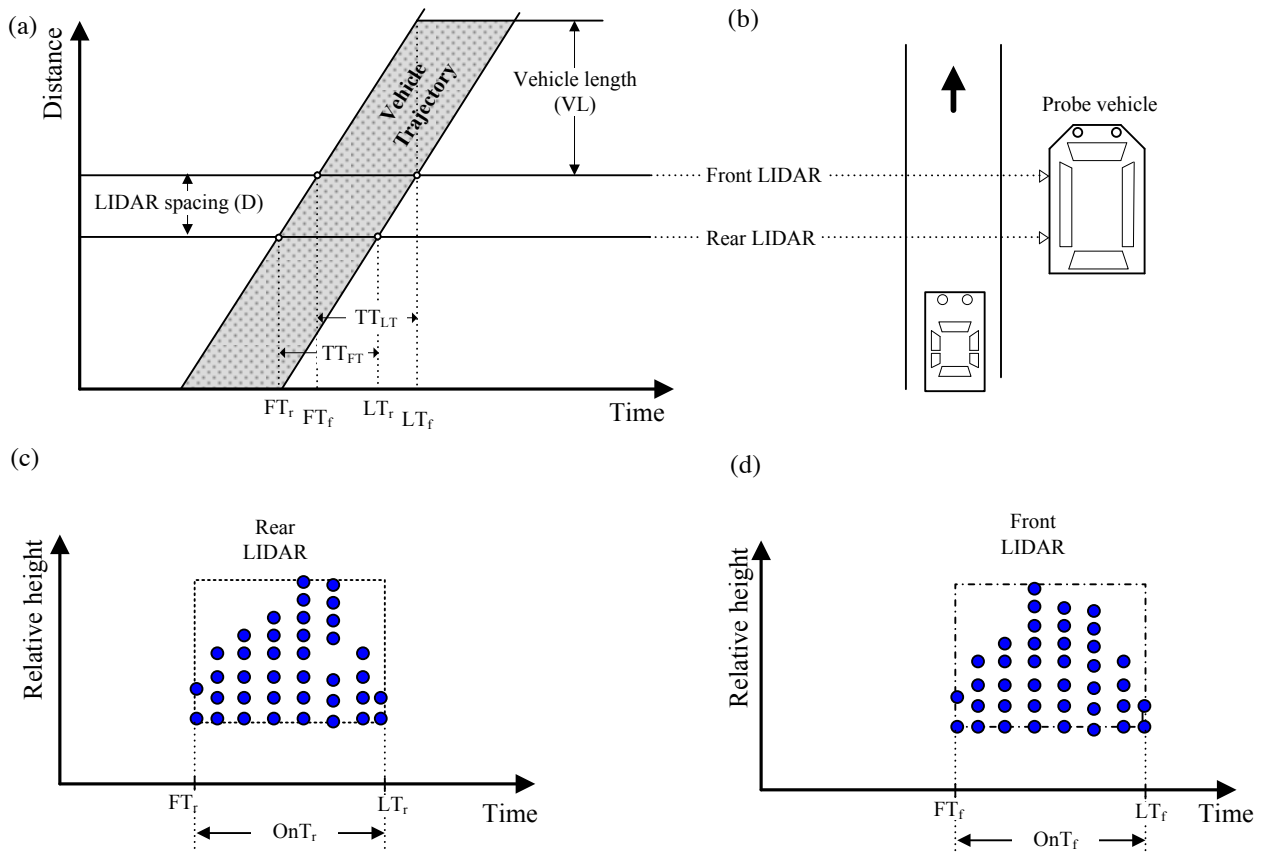 (a)
Distance
Vehicle
Trajectory
Vehicle length
(VL)
LIDAR spacing (D)
TT_LT
TT_FT
FT_r
FT_f
LT_r
LT_f
Time
(b)
Probe vehicle
Front LIDAR
Rear LIDAR
(c)
Rear
LIDAR
Relative height
FT_r
LT_r
Time
OnT_r
(d)
Front
LIDAR
Relative height
FT_f
LT_f
Time
OnT_f